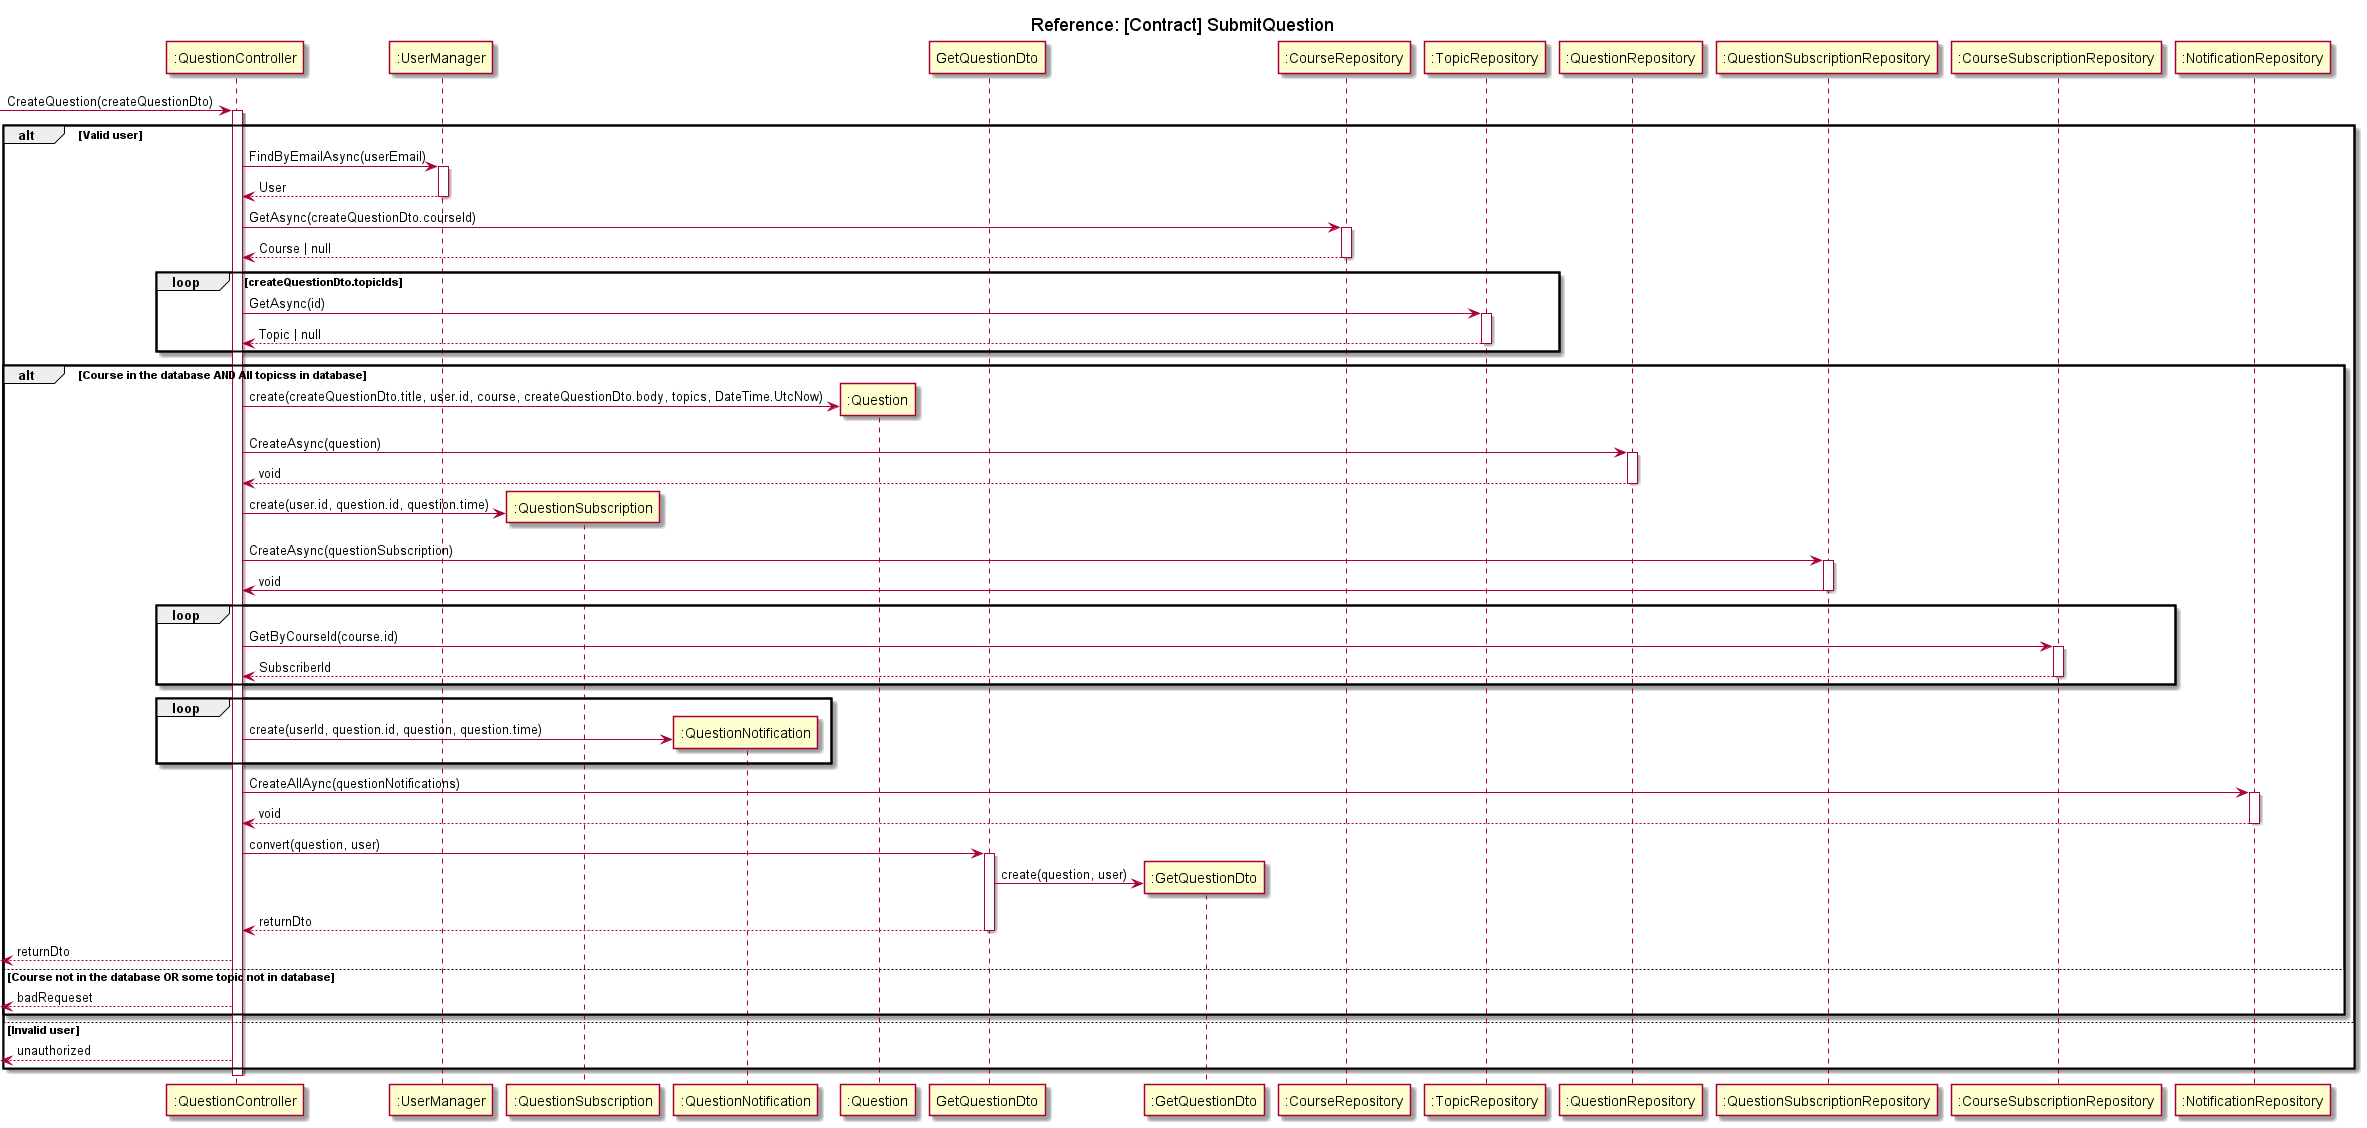 Reference: [Contract] SubmitQuestion
:QuestionController :UserManager GetQuestionDto :CourseRepository :TopicRepository :QuestionRepository :QuestionSubscriptionRepository :CourseSubscriptionRepository :NotificationRepository
CreateQuestion(createQuestionDto)
alt [Valid user]
FindByEmailAsync(userEmail)
User
GetAsync(createQuestionDto.courseId)
Course | null
loop [createQuestionDto.topicIds]
GetAsync(id)
Topic | null
alt [Course in the database AND All topicss in database]
create(createQuestionDto.title, user.id, course, createQuestionDto.body, topics, DateTime.UtcNow) :Question
CreateAsync(question)
void
create(user.id, question.id, question.time) :QuestionSubscription
CreateAsync(questionSubscription)
void
loop
GetByCourseId(course.id)
SubscriberId
loop
create(userId, question.id, question, question.time) :QuestionNotification
CreateAllAync(questionNotifications)
void
convert(question, user)
create(question, user) :GetQuestionDto
returnDto
returnDto
[Course not in the database OR some topic not in database]
badRequeset
[Invalid user]
unauthorized
:QuestionController :UserManager :QuestionSubscription :QuestionNotification :Question GetQuestionDto :GetQuestionDto :CourseRepository :TopicRepository :QuestionRepository :QuestionSubscriptionRepository :CourseSubscriptionRepository :NotificationRepository